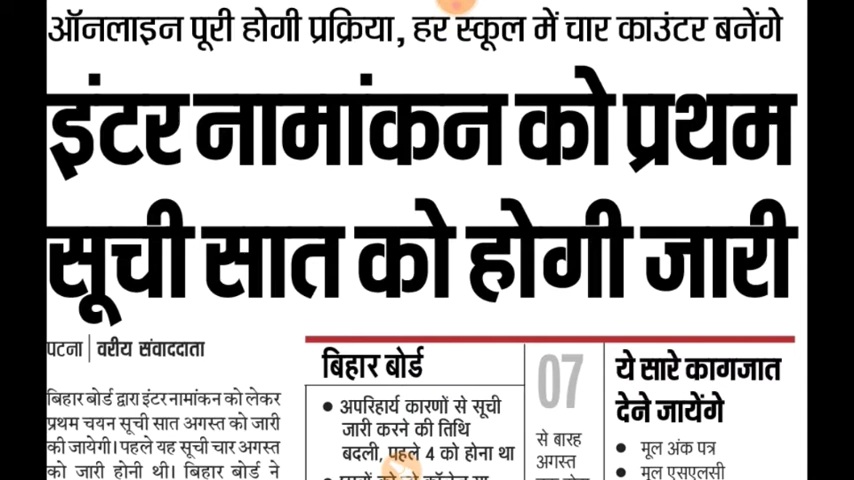 ऑनलाइन पूरी होगी प्रक्रिया, हर स्कूल में चार काउंटर बनेंगे
इंटर नामांकन को प्रथम
सूची सात को होगी जारी
पटना | वरीय संवाददाता
बिहार बोर्ड द्वारा इंटर नामांकन को लेकर
प्रथम चयन सूची सात अगस्त को जारी
की जायेगी। पहले यह सूची चार अगस्त
को जारी होनी थी। बिहार बोर्ड ने
बिहार बोर्ड
• अपरिहार्य कारणों से सूची
जारी करने की तिथि
बदली, पहले 4 को होना था
07
से बारह
अगस्त
ये सारे कागजात
देने जायेंगे
• मूल अंक पत्र
• मूल एसएलसी